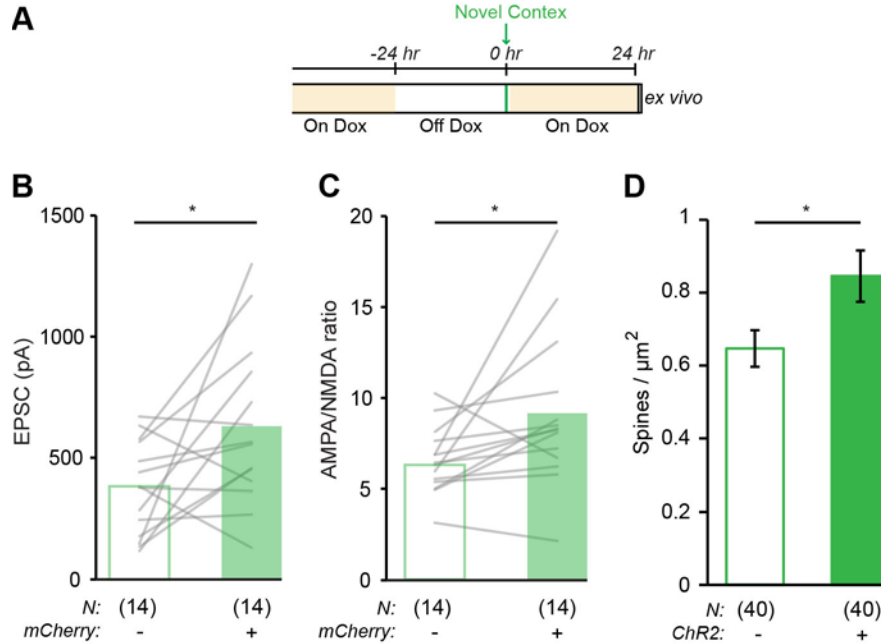 A
Novel Contex
-24 hr 0 hr 24 hr
ex vivo
On Dox Off Dox On Dox
B
*
1500
1000
500
0
EPSC (pA)
N: (14) (14)
mCherry: - +
C
*
20
15
10
5
0
AMPA/NMDA ratio
(14) (14)
N:
mCherry: - +
D
*
1
0.8
0.6
0.4
0.2
0
Spines / µm²
N: (40) (40)
ChR2: - +